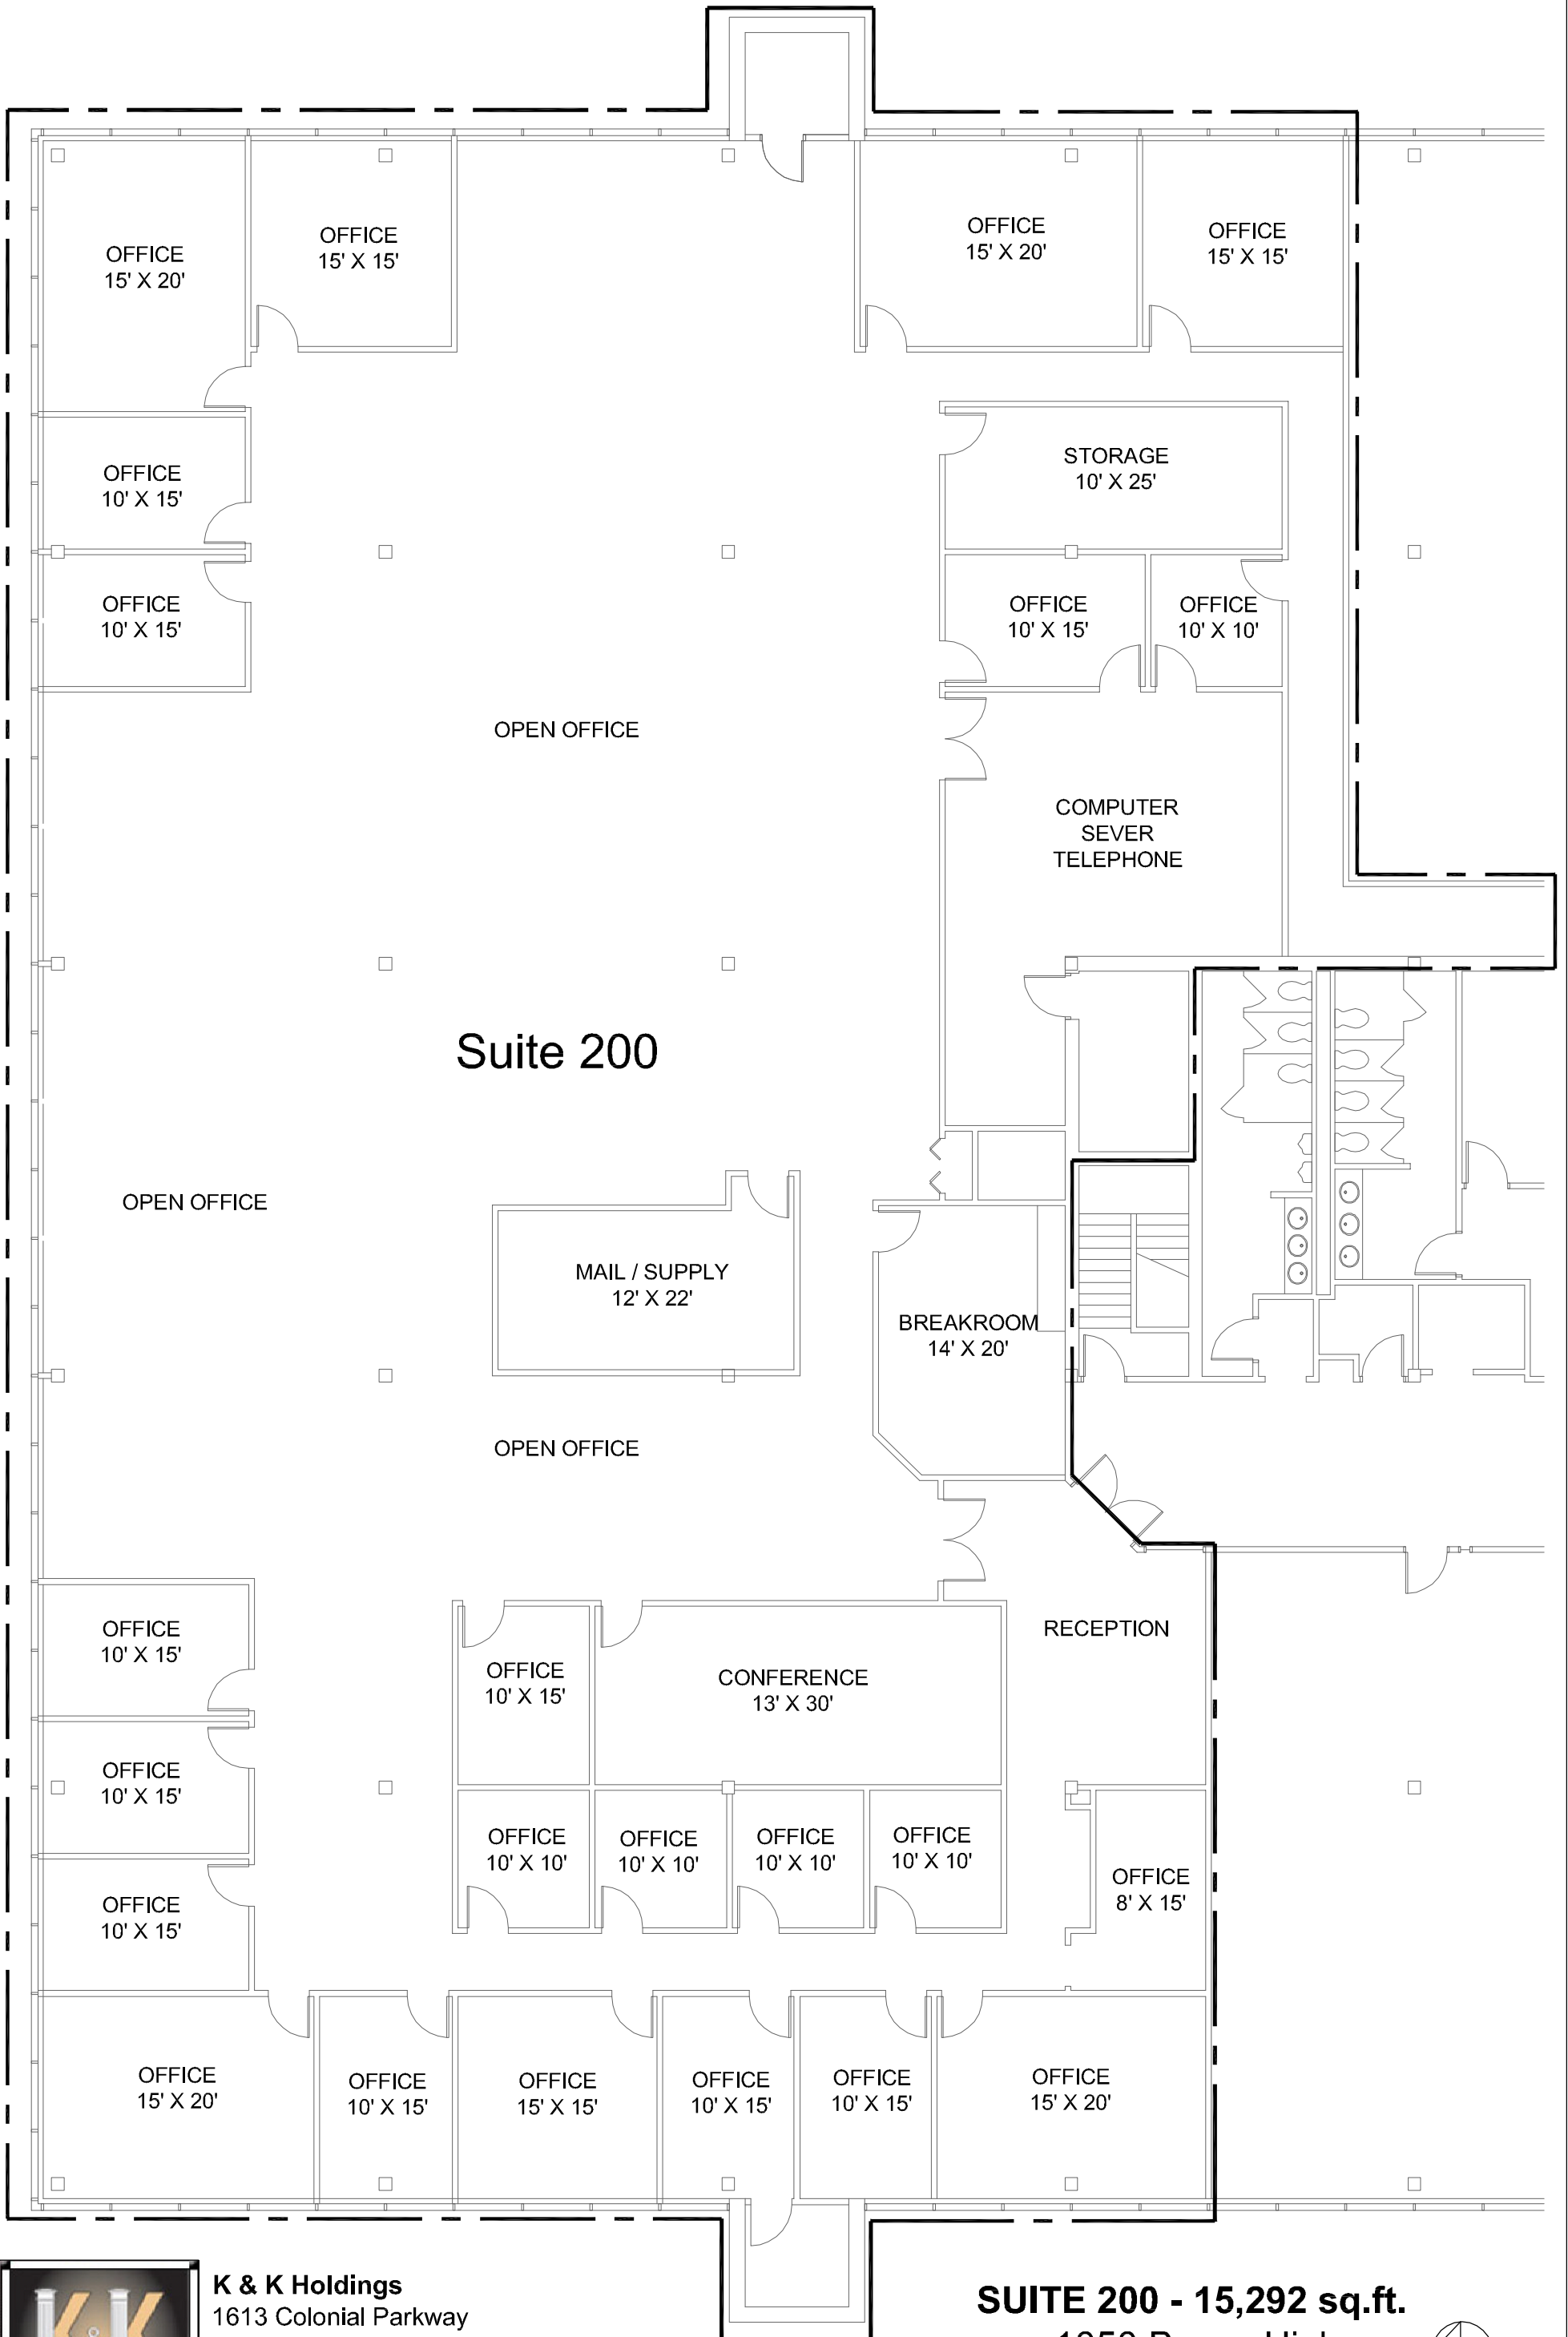 OFFICE
15' X 20'
OFFICE
15' X 15'
OFFICE
15' X 20'
OFFICE
15' X 15'
OFFICE
10' X 15'
STORAGE
10' X 25'
OFFICE
10' X 15'
OFFICE
10' X 15'
OFFICE
10' X 10'
OPEN OFFICE
COMPUTER
SEVER
TELEPHONE
Suite 200
OPEN OFFICE
MAIL / SUPPLY
12' X 22'
BREAKROOM
14' X 20'
OPEN OFFICE
OFFICE
10' X 15'
OFFICE
10' X 15'
CONFERENCE
13' X 30'
RECEPTION
OFFICE
10' X 15'
OFFICE
10' X 10'
OFFICE
10' X 10'
OFFICE
10' X 10'
OFFICE
10' X 10'
OFFICE
8' X 15'
OFFICE
10' X 15'
OFFICE
15' X 20'
OFFICE
10' X 15'
OFFICE
15' X 15'
OFFICE
10' X 15'
OFFICE
10' X 15'
OFFICE
15' X 20'
K & K Holdings
1613 Colonial Parkway
SUITE 200 - 15,292 sq.ft.